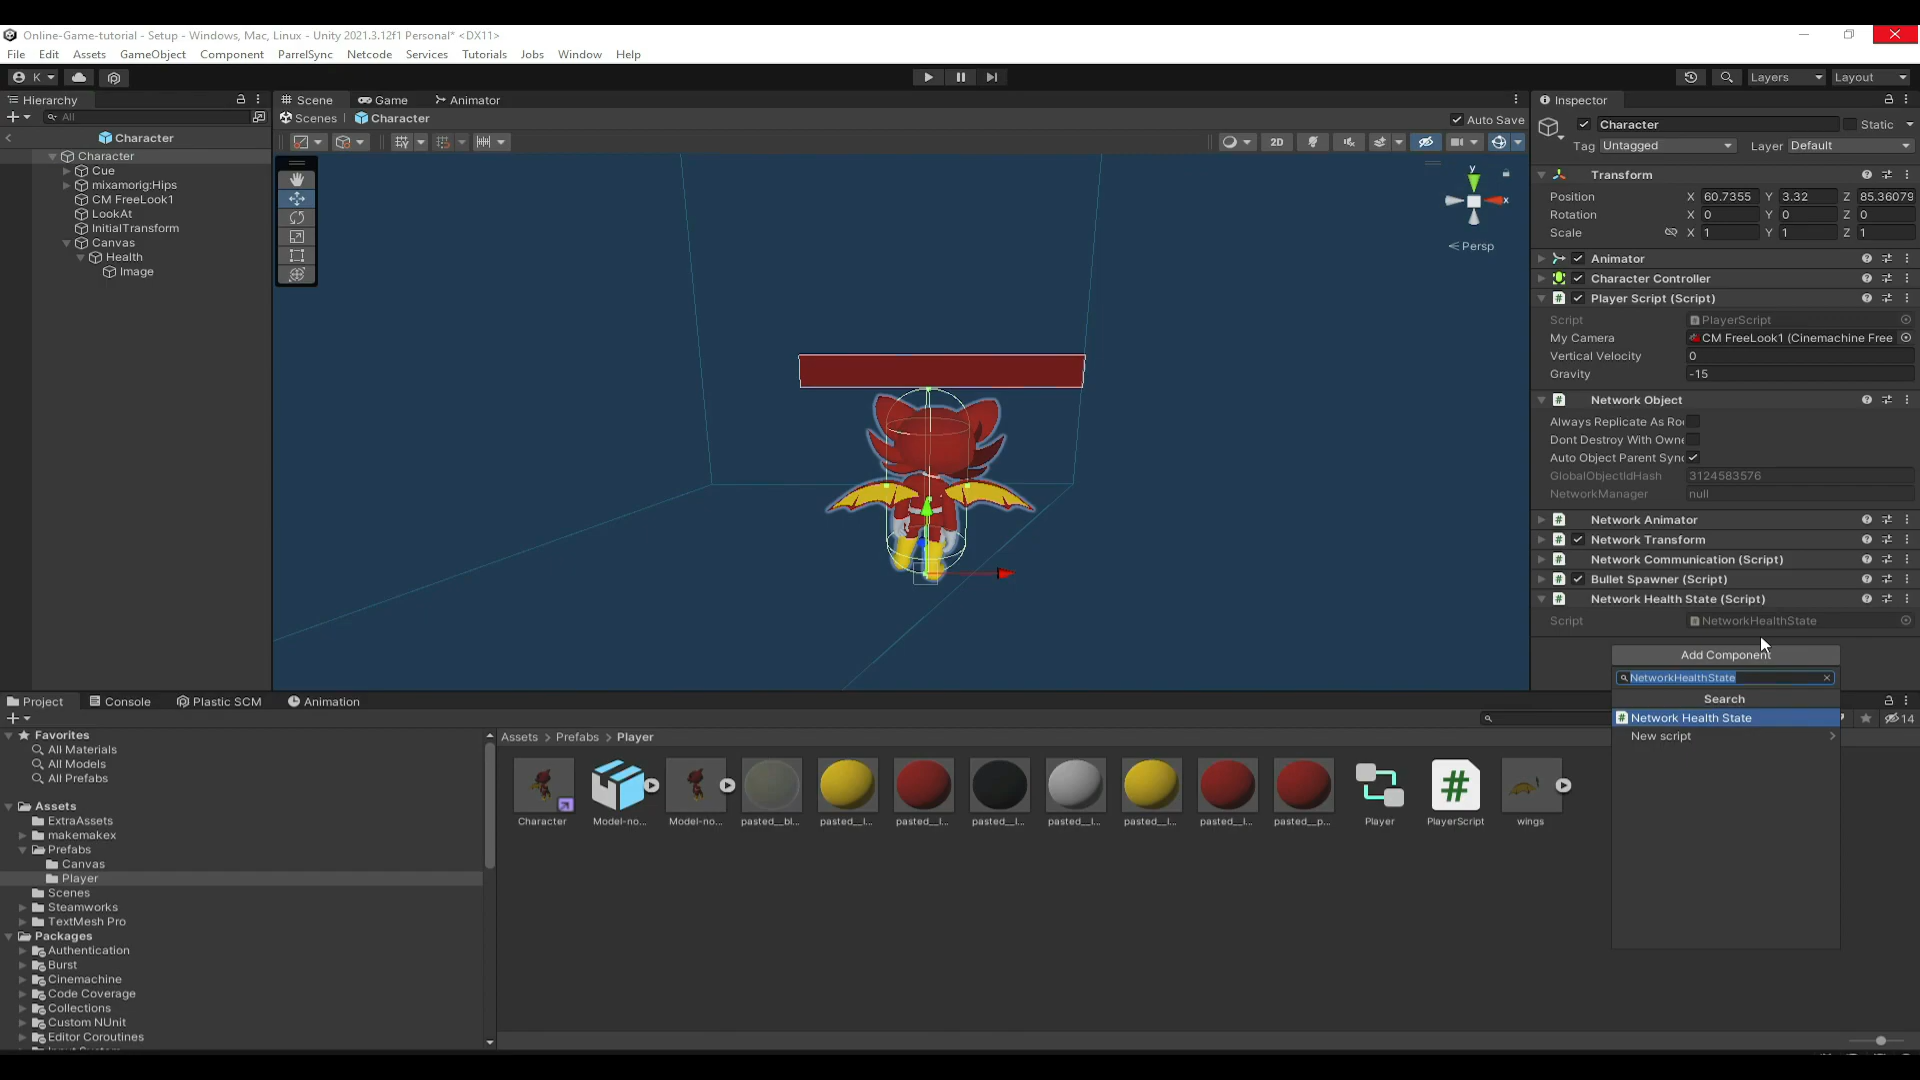 Online-Game-tutorial - Setup - Windows, Mac, Linux - Unity 2021.3.12f1 Personal* <DX11>
File Edit Assets GameObject Component ParrelSync Netcode Services Tutorials Jobs Window Help
K Layers Layout
Hierarchy
All
Character
Character
Cue
mixamorig:Hips
CM FreeLook1
LookAt
InitialTransform
Canvas
Health
Image
Scene Game Animator
Scenes Character Auto Save
2D
y
x
Persp
Inspector
Character Static
Tag Untagged Layer Default
Transform
Position X 60.7355 Y 3.32 Z 85.36079
Rotation X 0 Y 0 Z 0
Scale X 1 Y 1 Z 1
Animator
Character Controller
Player Script (Script)
Script PlayerScript
My Camera CM FreeLook1 (Cinemachine Free
Vertical Velocity 0
Gravity -15
Network Object
Always Replicate As Roo
Dont Destroy With Owne
Auto Object Parent Sync
GlobalObjectIdHash 3124583576
NetworkManager null
Network Animator
Network Transform
Network Communication (Script)
Bullet Spawner (Script)
Network Health State (Script)
Script NetworkHealthState
Add Component
NetworkHealthState
Search
Network Health State
New script
Project Console Plastic SCM Animation
14
Favorites
All Materials
All Models
All Prefabs
Assets
ExtraAssets
makemakex
Prefabs
Canvas
Player
Scenes
Steamworks
TextMesh Pro
Packages
Authentication
Burst
Cinemachine
Code Coverage
Collections
Custom NUnit
Editor Coroutines
Assets > Prefabs > Player
Character Model-no... Model-no... pasted__bl... pasted__l... pasted__l... pasted__l... pasted__l... pasted__l... pasted__l... pasted__p... Player PlayerScript wings